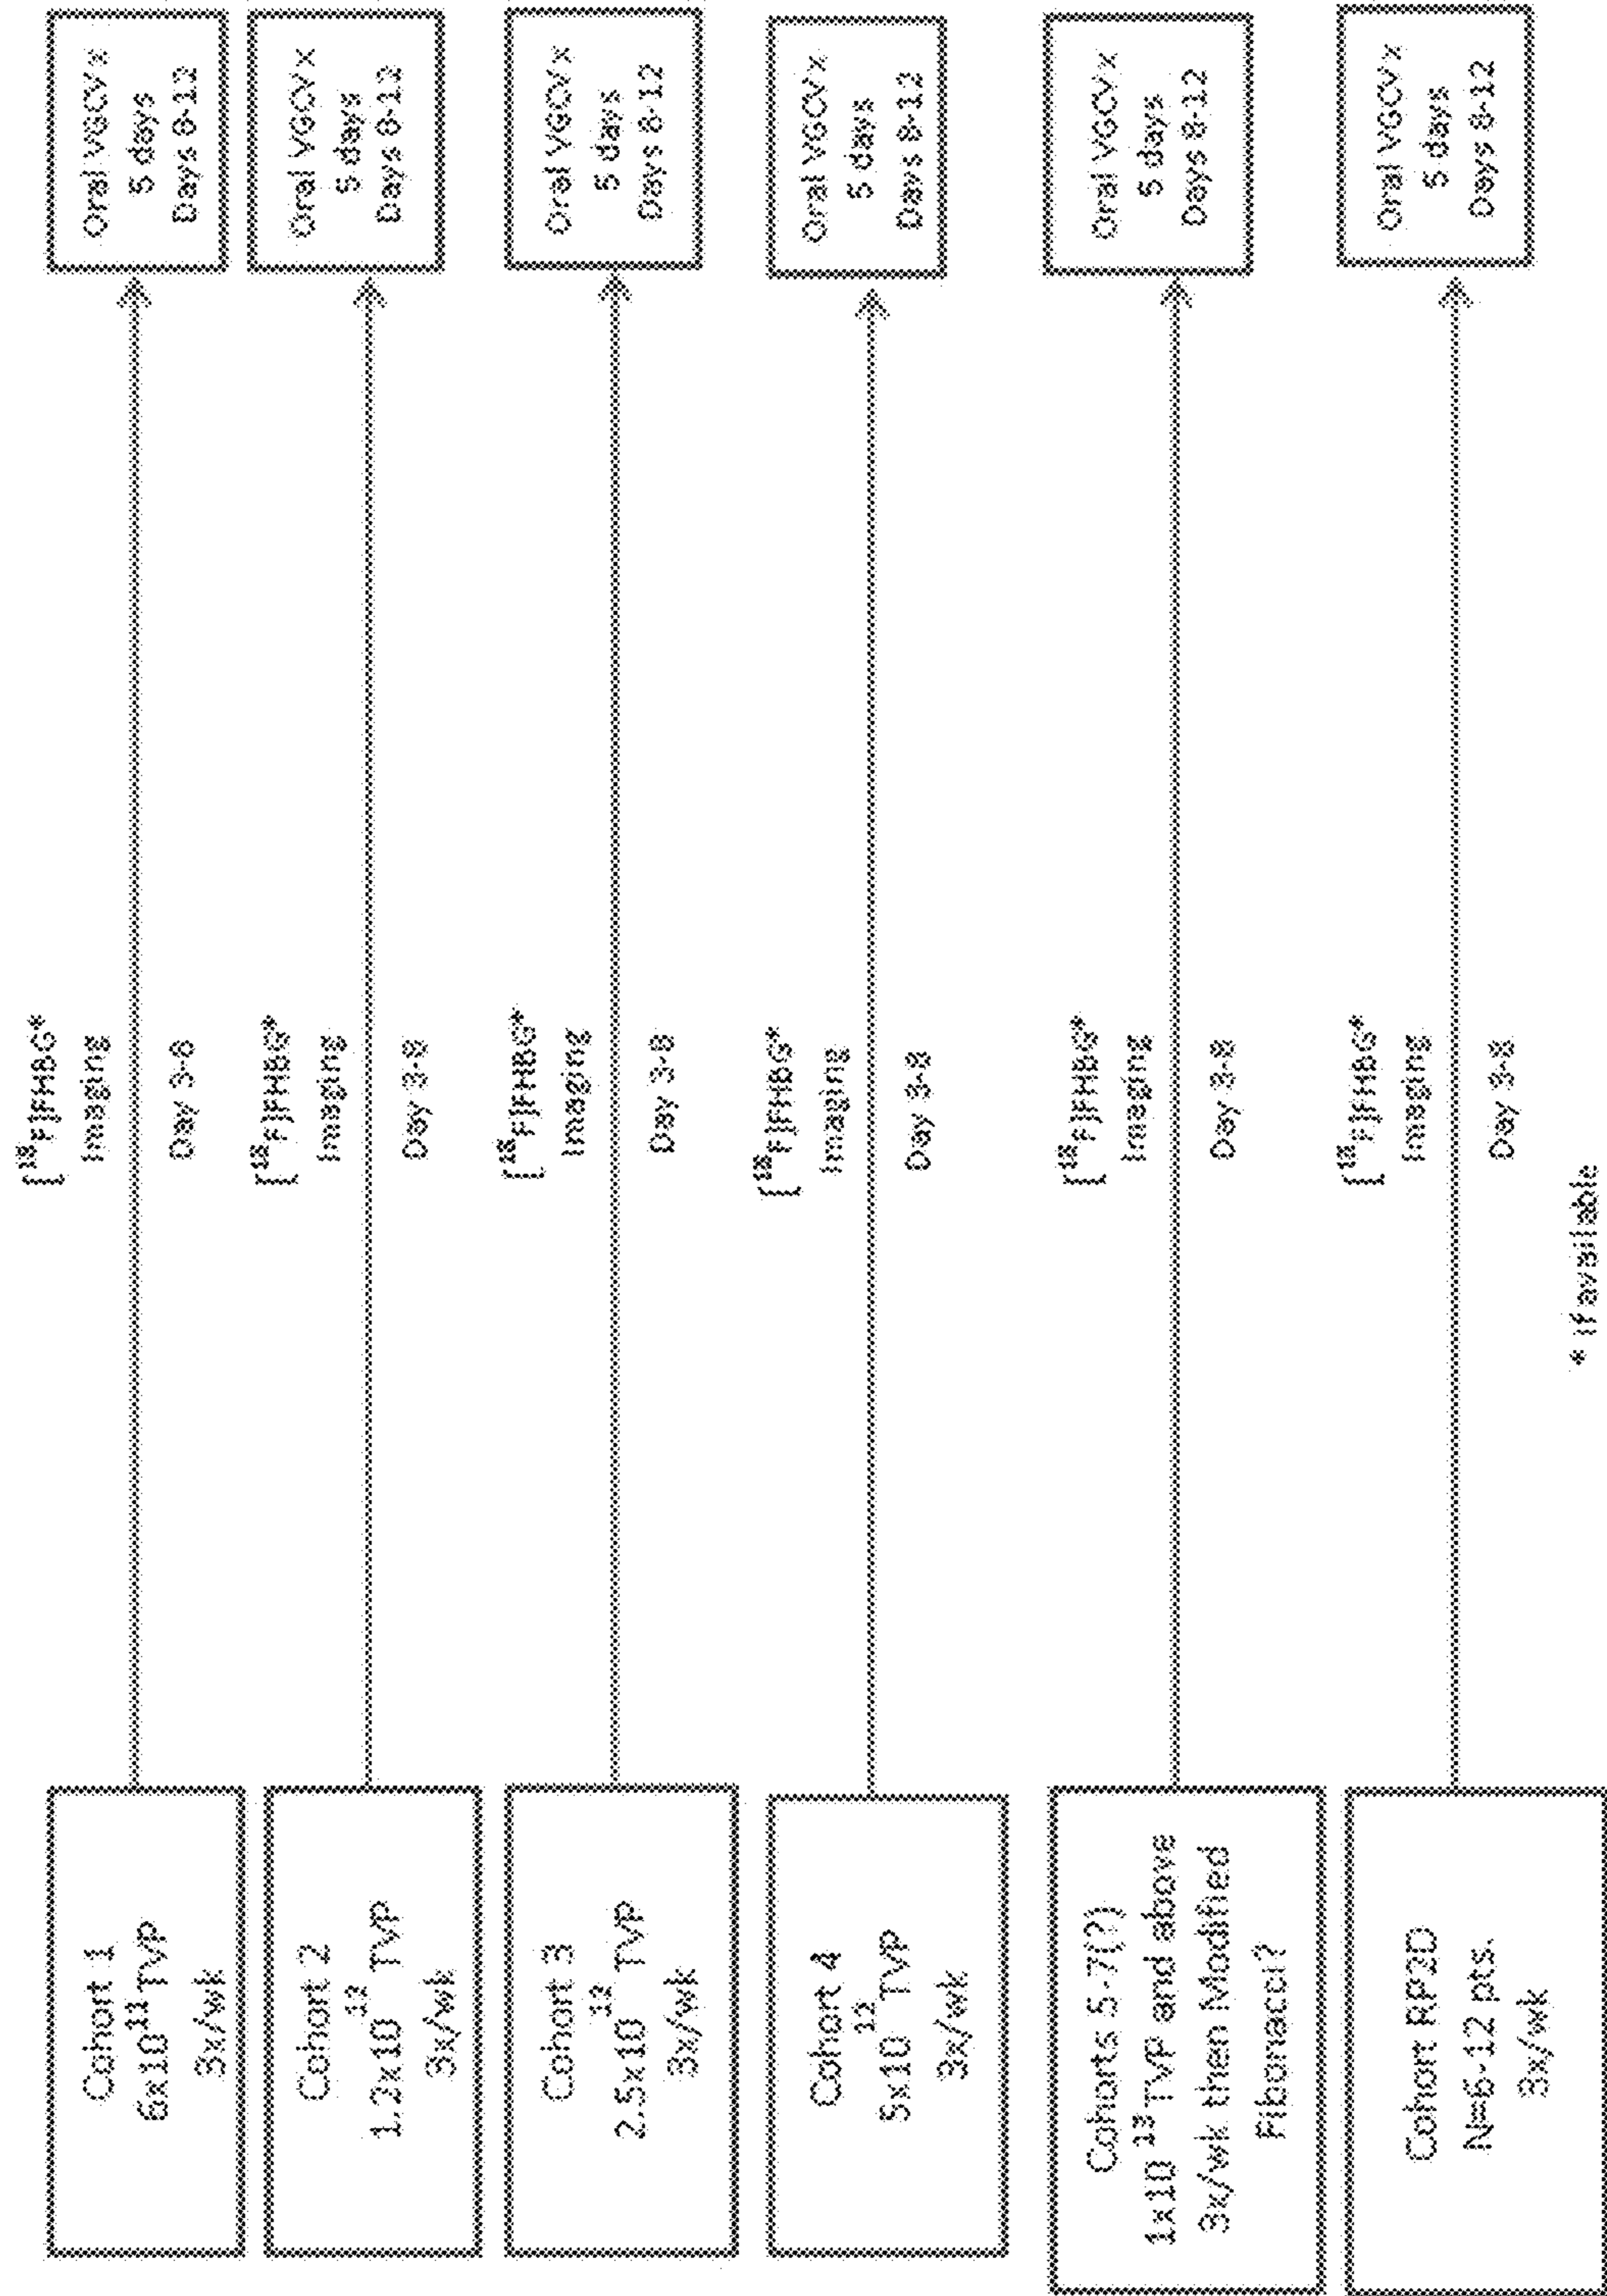 Cohort 1
6x10¹¹ TVP
3x/wk
[¹⁸F]FHBG*
Imaging
Day 3-8
Oral VGCV x
5 days
Days 8-12
Cohort 2
1.2x10¹² TVP
3x/wk
[¹⁸F]FHBG*
Imaging
Day 3-8
Oral VGCV x
5 days
Days 8-12
Cohort 3
2.5x10¹² TVP
3x/wk
[¹⁸F]FHBG*
Imaging
Day 3-8
Oral VGCV x
5 days
Days 8-12
Cohort 4
5x10¹² TVP
3x/wk
[¹⁸F]FHBG*
Imaging
Day 3-8
Oral VGCV x
5 days
Days 8-12
Cohorts 5-7(?)
1x10¹³ TVP and above
3x/wk then Modified
Fibonacci?
[¹⁸F]FHBG*
Imaging
Day 3-8
Oral VGCV x
5 days
Days 8-12
Cohort RP2D
N=6-12 pts.
3x/wk
[¹⁸F]FHBG*
Imaging
Day 3-8
Oral VGCV x
5 days
Days 8-12
* If available